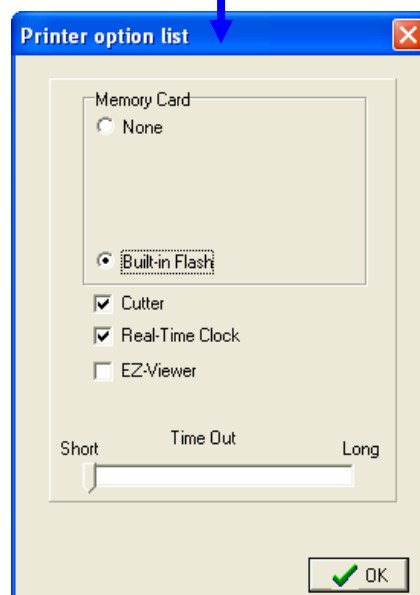 Printer option list
Memory Card
None
Built-in Flash
Cutter
Real-Time Clock
EZ-Viewer
Time Out
Short Long
OK